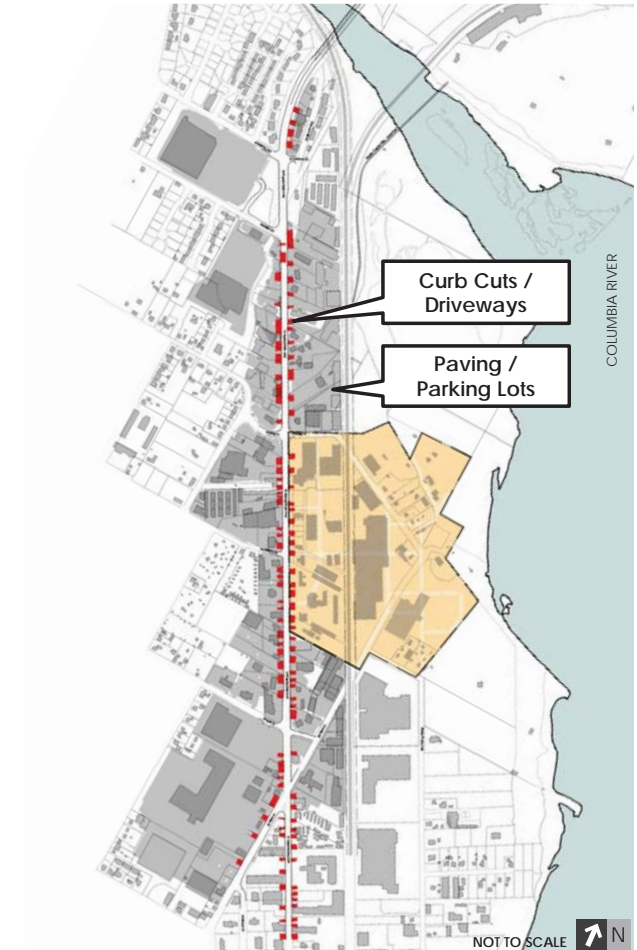 Curb Cuts /
Driveways
Paving /
Parking Lots
COLUMBIA RIVER
NOT TO SCALE
N